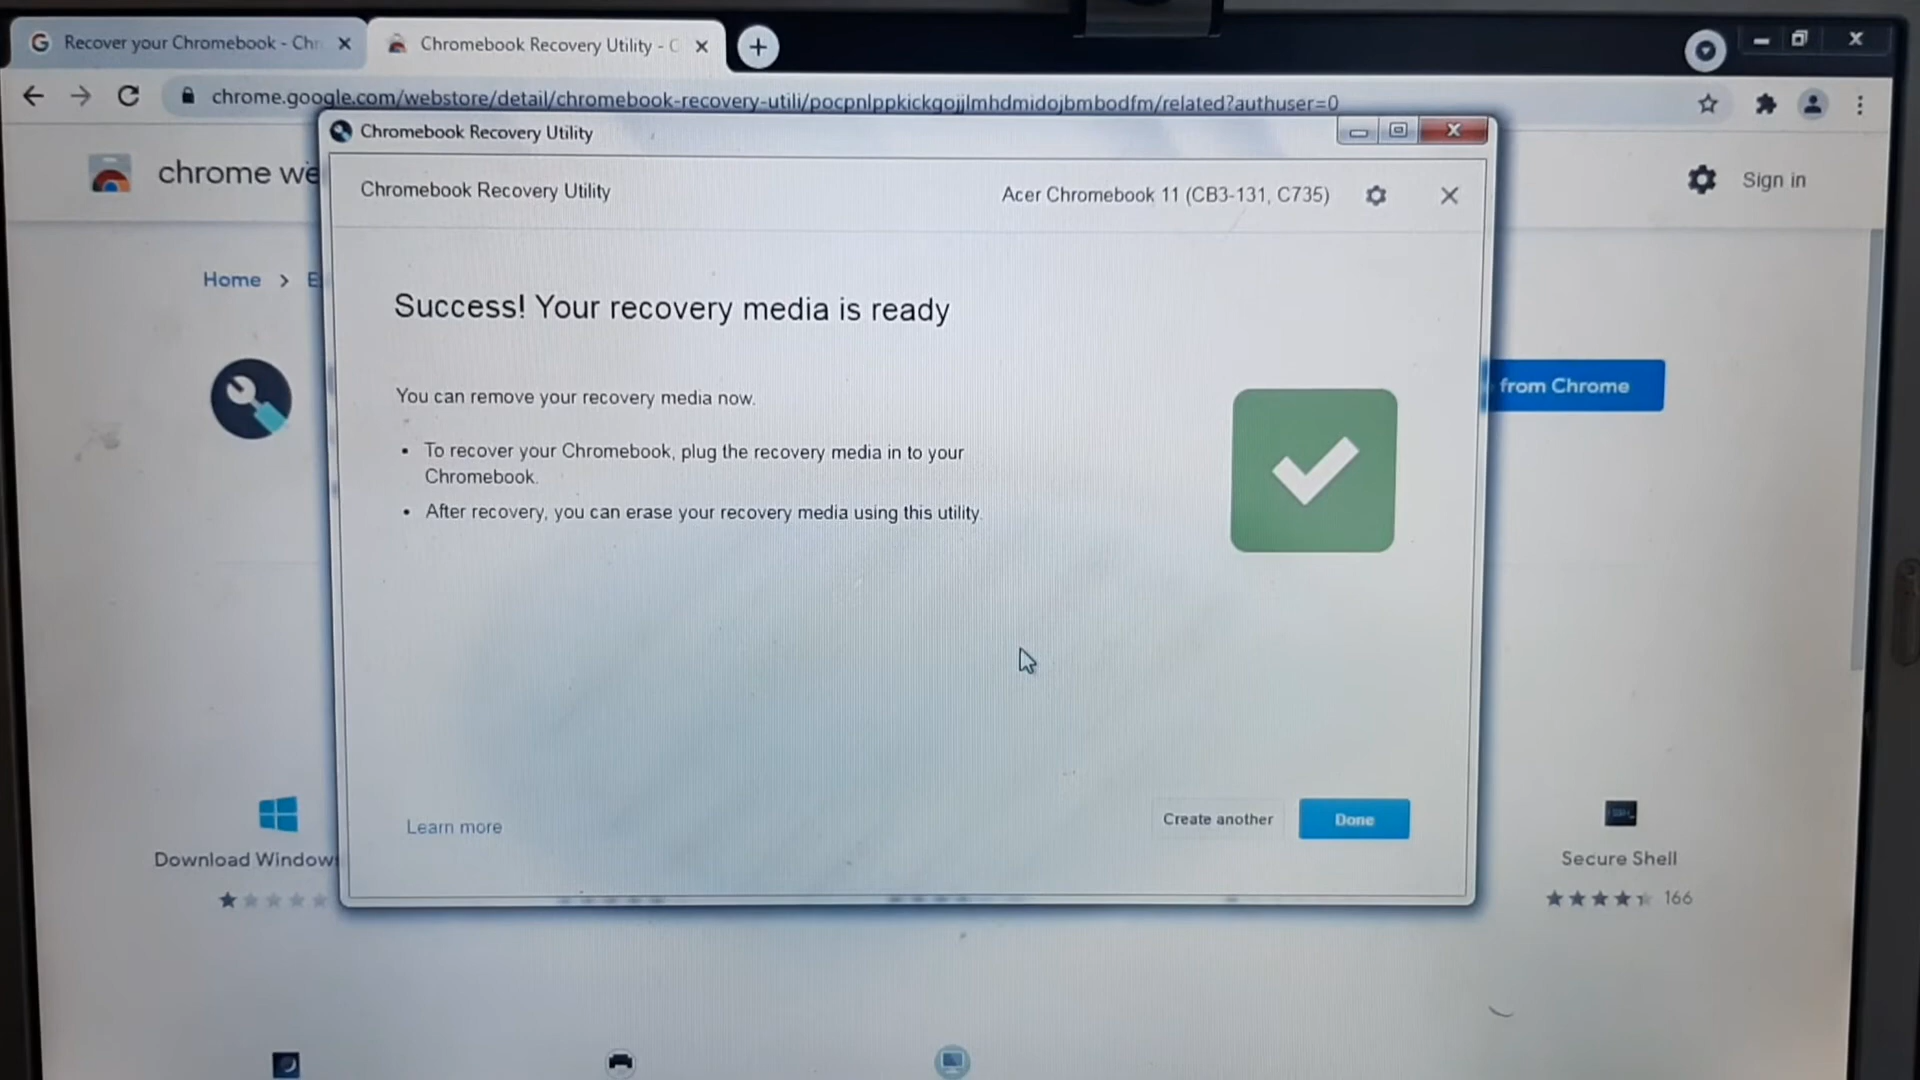 Recover your Chromebook - Chr
Chromebook Recovery Utility - C
chrome.google.com/webstore/detail/chromebook-recovery-utili/pocpnlppkickgojjlmhdmidojbmbodfm/related?authuser=0
Chromebook Recovery Utility
chrome we
Chromebook Recovery Utility
Acer Chromebook 11 (CB3-131, C735)
Sign in
Home > E
Success! Your recovery media is ready
from Chrome
You can remove your recovery media now.
• To recover your Chromebook, plug the recovery media in to your
Chromebook.
• After recovery, you can erase your recovery media using this utility.
Learn more
Create another
Done
Download Windows
Secure Shell
166